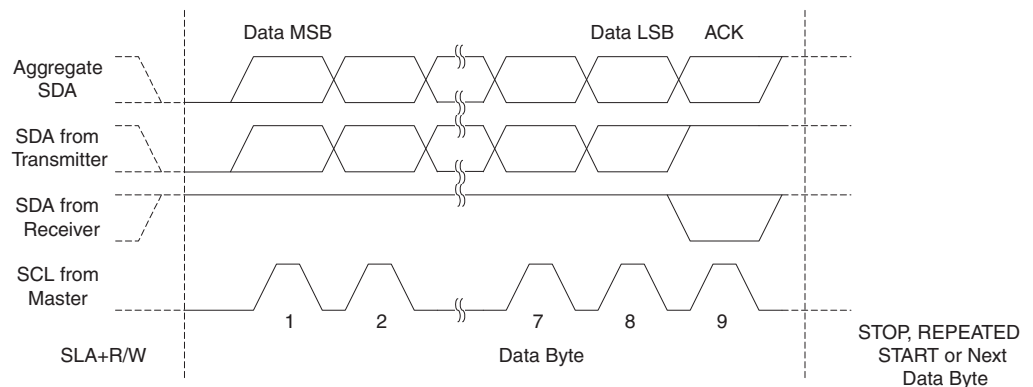 Data MSB
Data LSB
ACK
Aggregate
SDA
SDA from
Transmitter
SDA from
Receiver
SCL from
Master
1
2
7
8
9
SLA+R/W
Data Byte
STOP, REPEATED
START or Next
Data Byte